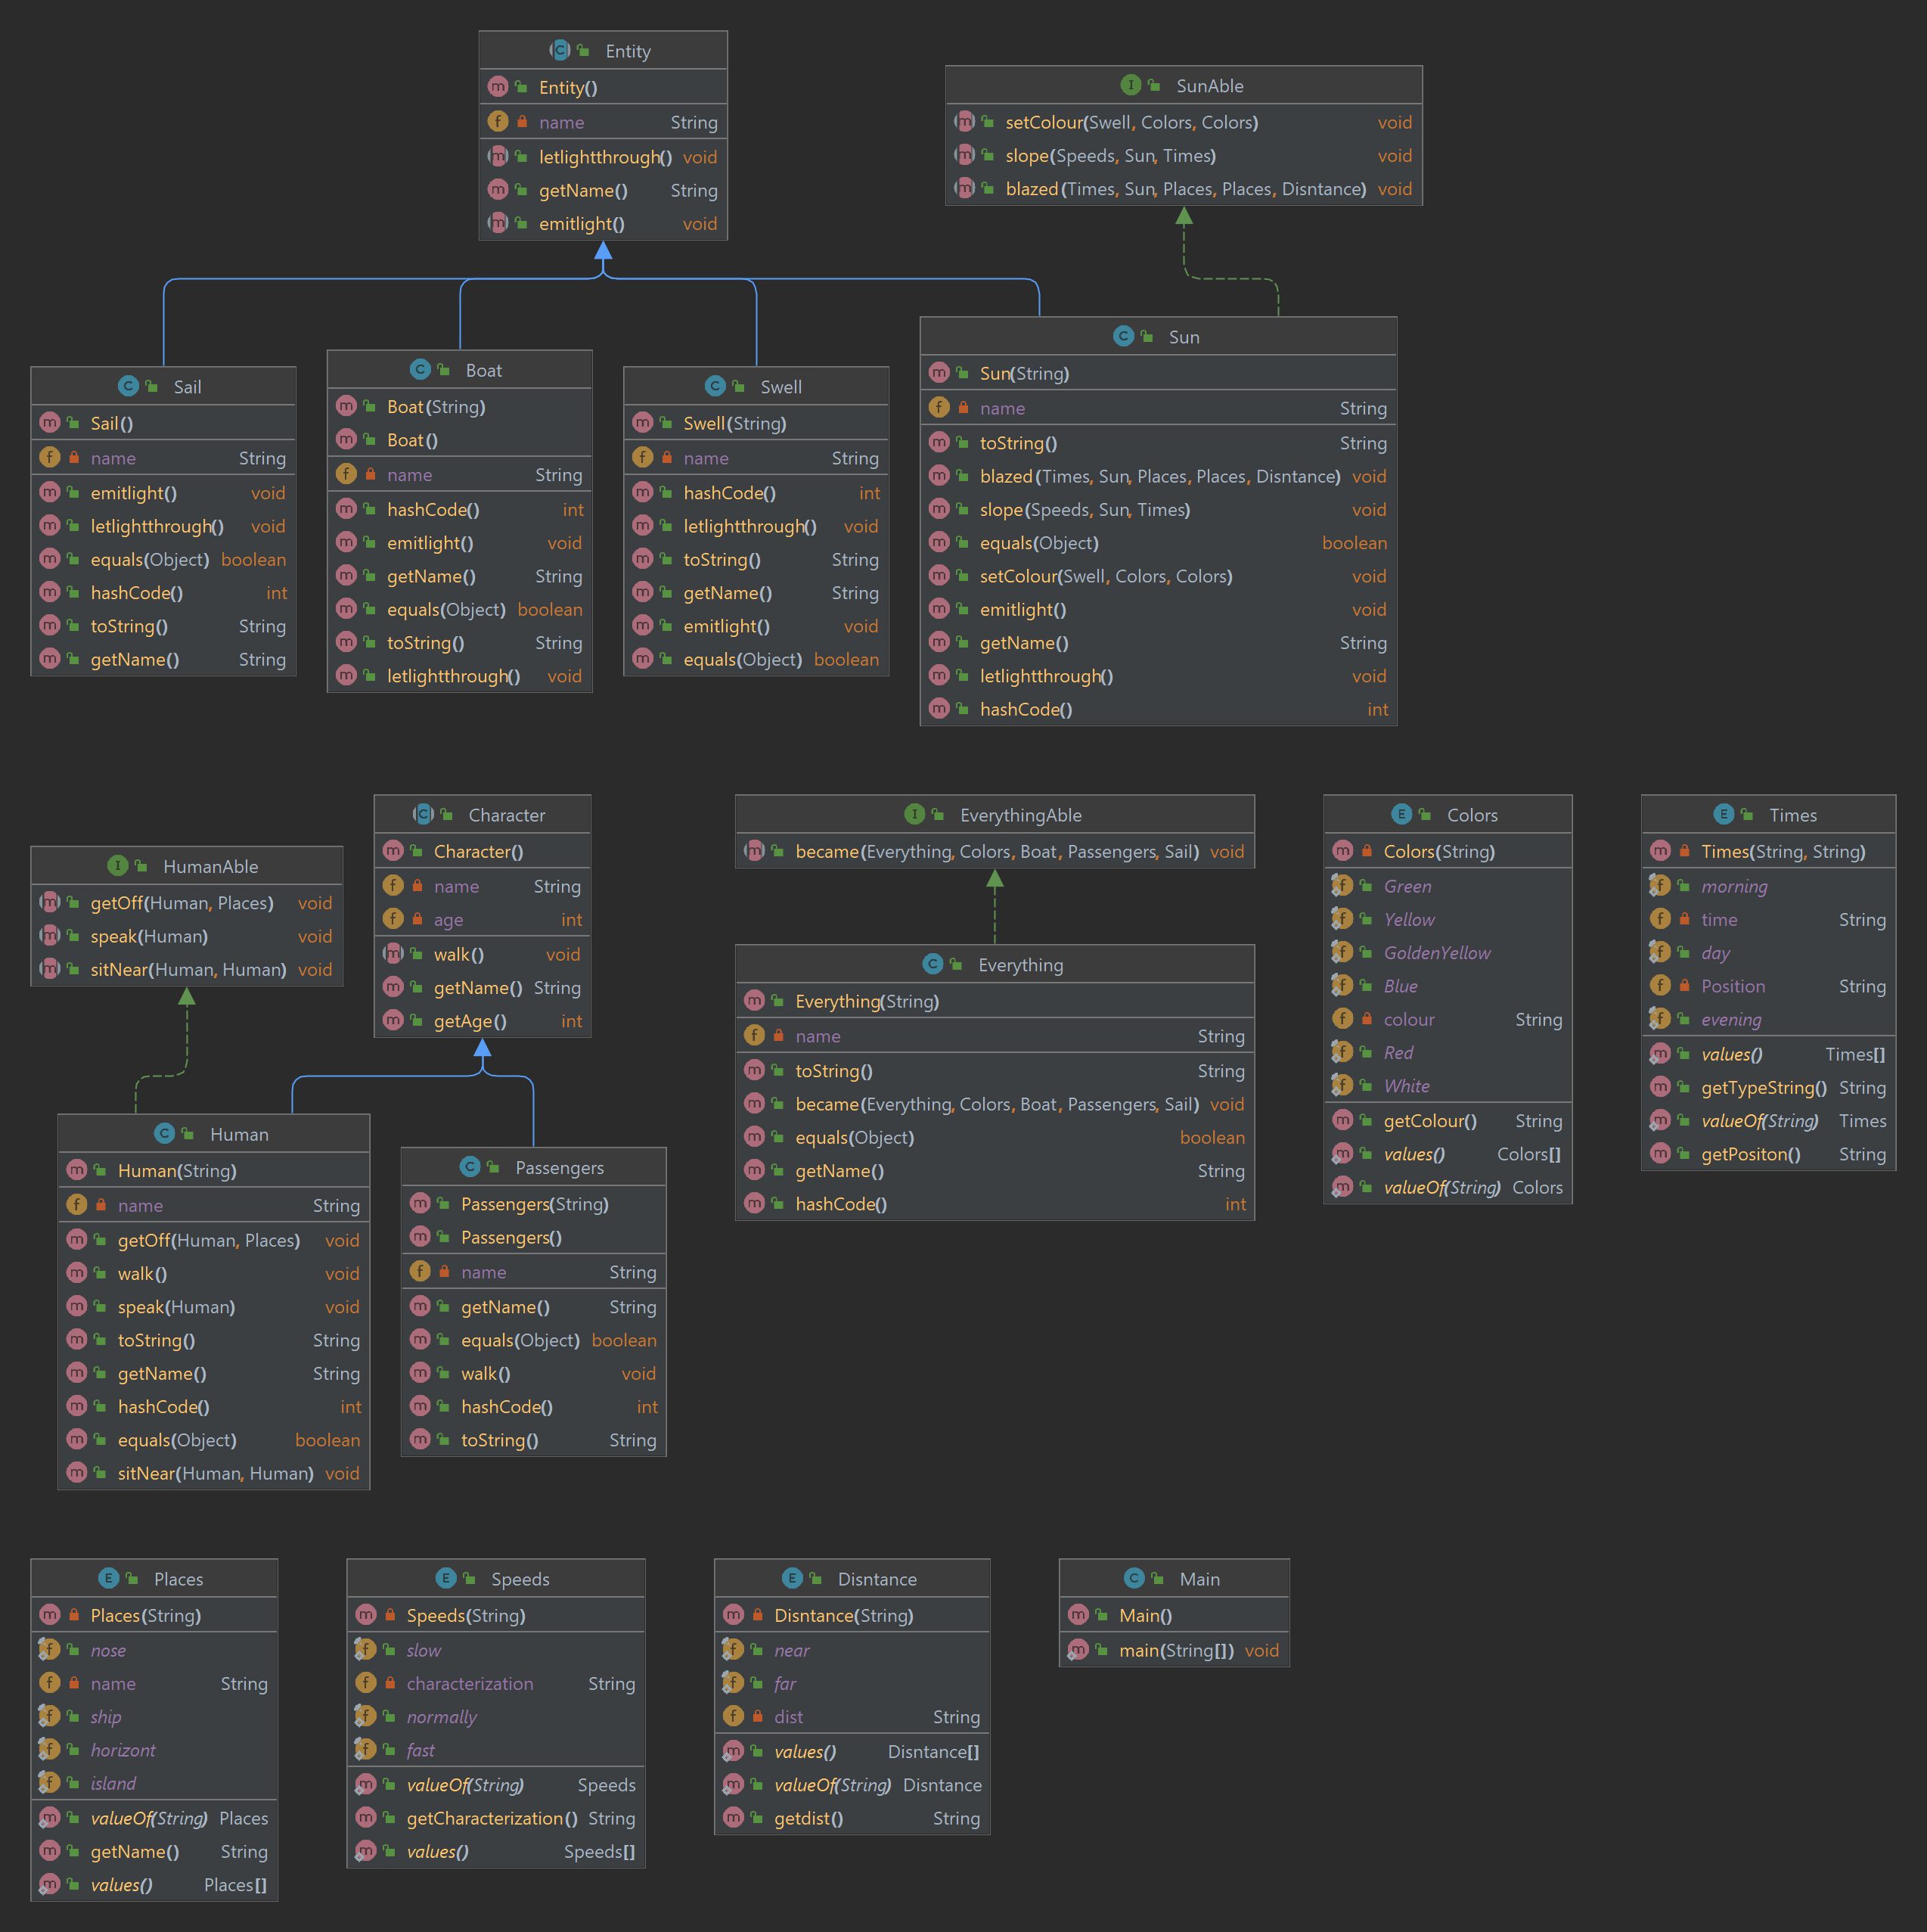 Entity
Entity()
name String
letlightthrough() void
getName() String
emitlight() void
SunAble
setColour(Swell, Colors, Colors) void
slope(Speeds, Sun, Times) void
blazed(Times, Sun, Places, Places, Disntance) void
Sail
Sail()
name String
emitlight() void
letlightthrough() void
equals(Object) boolean
hashCode() int
toString() String
getName() String
Boat
Boat(String)
Boat()
name String
hashCode() int
emitlight() void
getName() String
equals(Object) boolean
toString() String
letlightthrough() void
Swell
Swell(String)
name String
hashCode() int
letlightthrough() void
toString() String
getName() String
emitlight() void
equals(Object) boolean
Sun
Sun(String)
name String
toString() String
blazed(Times, Sun, Places, Places, Disntance) void
slope(Speeds, Sun, Times) void
equals(Object) boolean
setColour(Swell, Colors, Colors) void
emitlight() void
getName() String
letlightthrough() void
hashCode() int
HumanAble
getOff(Human, Places) void
speak(Human) void
sitNear(Human, Human) void
Character
Character()
name String
age int
walk() void
getName() String
getAge() int
EverythingAble
became(Everything, Colors, Boat, Passengers, Sail) void
Everything
Everything(String)
name String
toString() String
became(Everything, Colors, Boat, Passengers, Sail) void
equals(Object) boolean
getName() String
hashCode() int
Colors
Colors(String)
Green
Yellow
GoldenYellow
Blue
colour String
Red
White
getColour() String
values() Colors[]
valueOf(String) Colors
Times
Times(String, String)
morning
time String
day
Position String
evening
values() Times[]
getTypeString() String
valueOf(String) Times
getPositon() String
Human
Human(String)
name String
getOff(Human, Places) void
walk() void
speak(Human) void
toString() String
getName() String
hashCode() int
equals(Object) boolean
sitNear(Human, Human) void
Passengers
Passengers(String)
Passengers()
name String
getName() String
equals(Object) boolean
walk() void
hashCode() int
toString() String
Places
Places(String)
nose
name String
ship
horizont
island
valueOf(String) Places
getName() String
values() Places[]
Speeds
Speeds(String)
slow
characterization String
normally
fast
valueOf(String) Speeds
getCharacterization() String
values() Speeds[]
Disntance
Disntance(String)
near
far
dist String
values() Disntance[]
valueOf(String) Disntance
getdist() String
Main
Main()
main(String[]) void